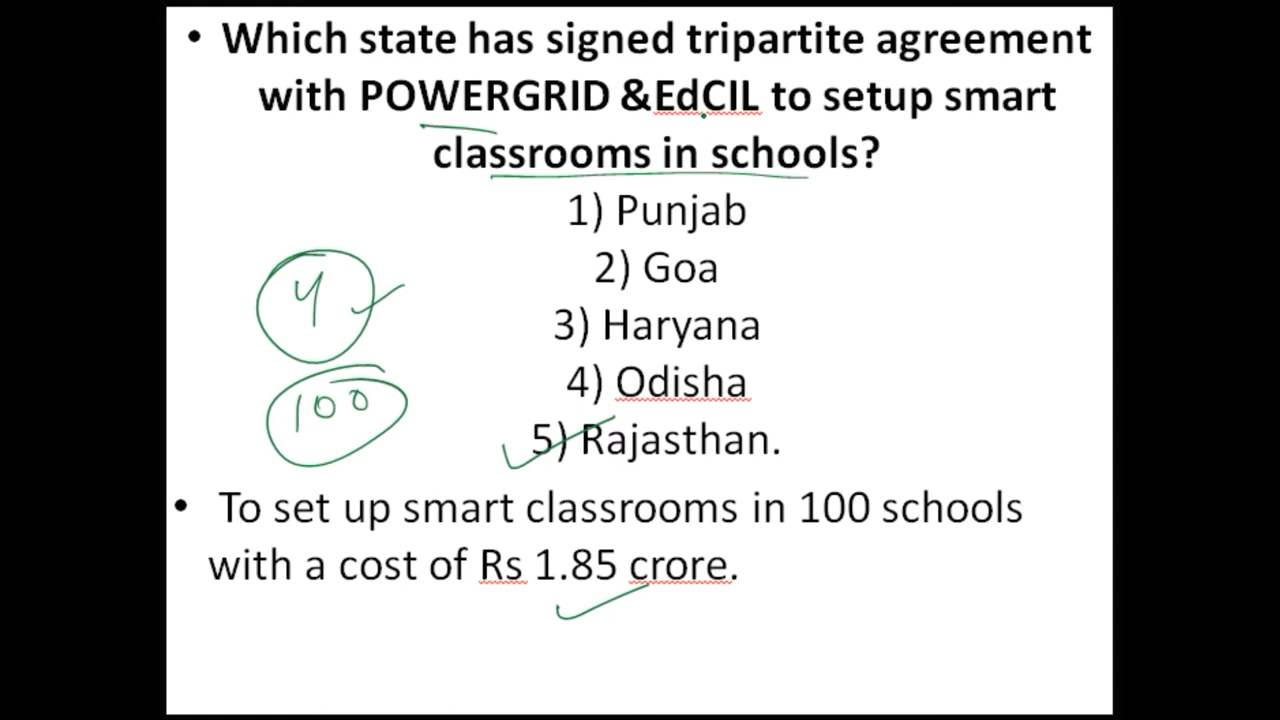 • Which state has signed tripartite agreement
with POWERGRID &EdCIL to setup smart
classrooms in schools?
1) Punjab
2) Goa
3) Haryana
4) Odisha
5) Rajasthan.
4
100
• To set up smart classrooms in 100 schools
with a cost of Rs 1.85 crore.